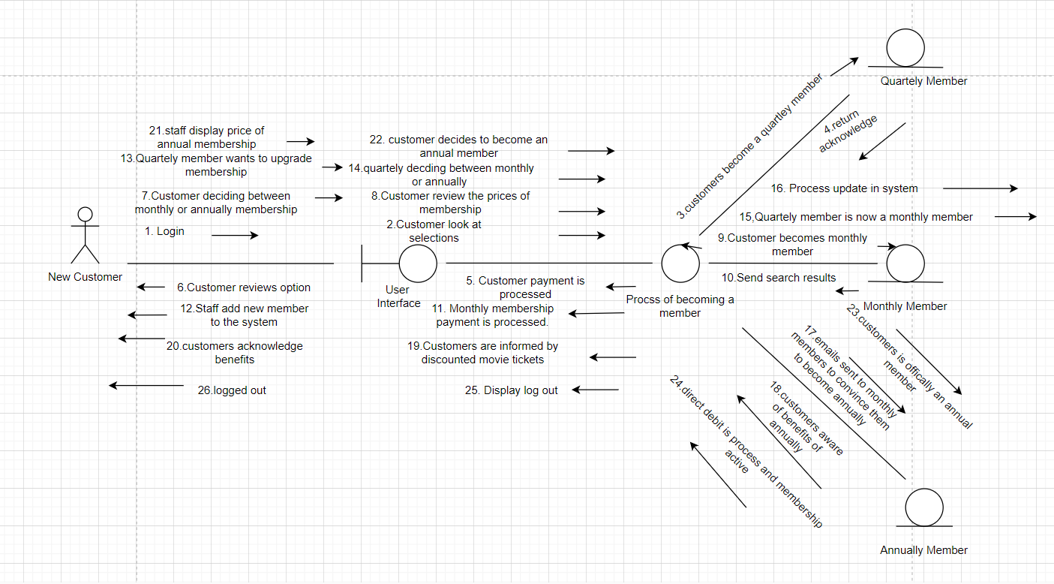 Quartely Member
21.staff display price of
annual membership
13.Quartely member wants to upgrade
membership
7.Customer deciding between
monthly or annually membership
1. Login
22. customer decides to become an
annual member
14.quartely decding between monthly
or annually
8.Customer review the prices of
membership
2.Customer look at
selections
3.customers become a quartley member
4.return
acknowledge
16. Process update in system
15,Quartely member is now a monthly member
9.Customer becomes monthly
member
10.Send search results
New Customer
User
Interface
Procss of becoming a
member
Monthly Member
6.Customer reviews option
12.Staff add new member
to the system
20.customers acknowledge
benefits
26.logged out
5. Customer payment is
processed
11. Monthly membership
payment is processed.
19.Customers are informed by
discounted movie tickets
25. Display log out
23.customers is offically an annual
member
17.emails sent to monthly
members to convince them
to become annually
18.customers aware
of benefits of
annually
24.direct debit is process and membership
active
Annually Member